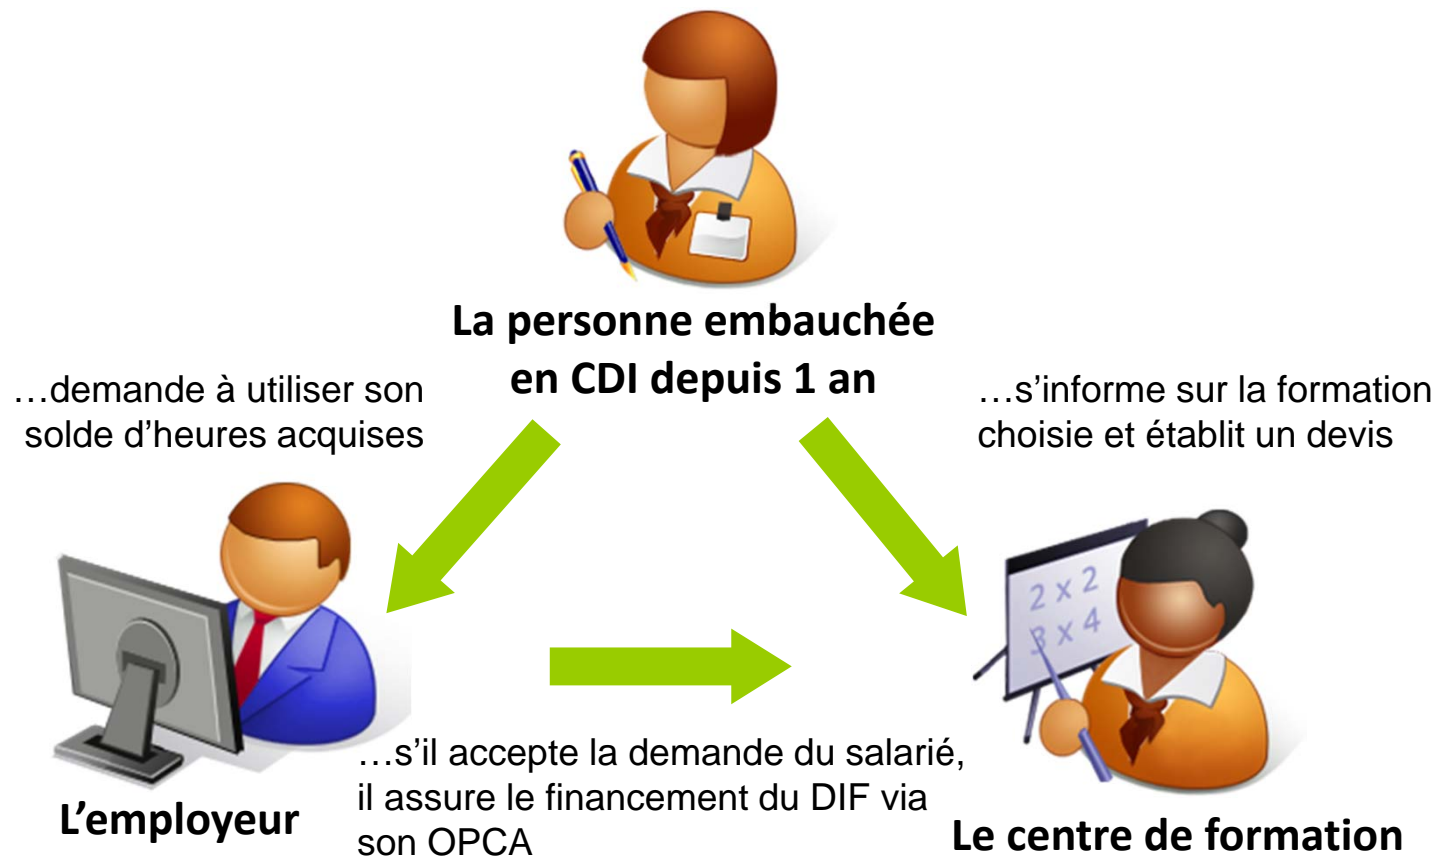 La personne embauchée
en CDI depuis 1 an
…demande à utiliser son
solde d’heures acquises
…s’informe sur la formation
choisie et établit un devis
2 x 2
3 x 4
…s’il accepte la demande du salarié,
il assure le financement du DIF via
son OPCA
L’employeur
Le centre de formation